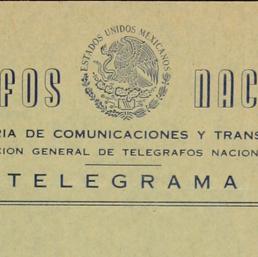 ESTADOS UNIDOS MEXICANOS
FOS NAC
RIA DE COMUNICACIONES Y TRANS
CION GENERAL DE TELEGRAFOS NACION
TELEGRAMA